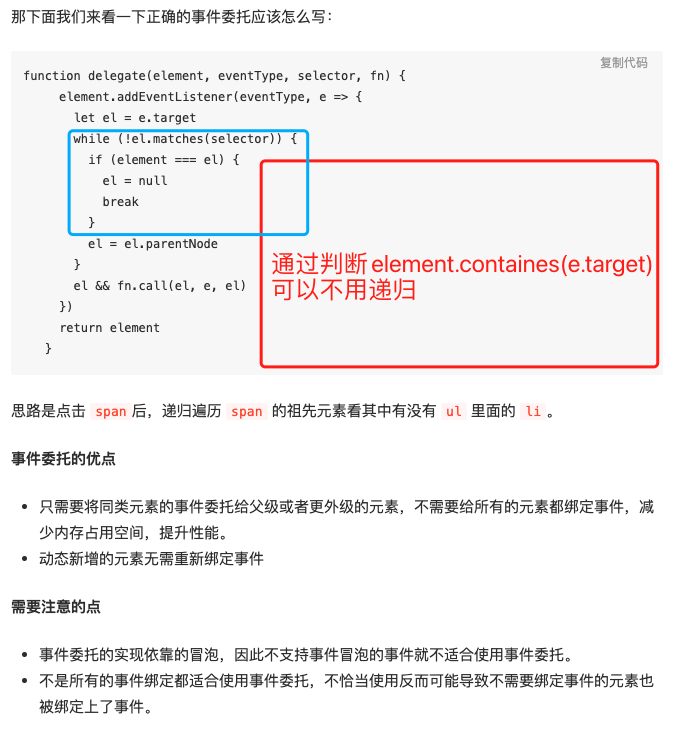 那下面我们来看一下正确的事件委托应该怎么写：
复制代码
function delegate(element, eventType, selector, fn) {
     element.addEventListener(eventType, e => {
       let el = e.target
       while (!el.matches(selector)) {
         if (element === el) {
           el = null
           break
         }
         el = el.parentNode
       }
       el && fn.call(el, e, el)
     })
     return element
   }
通过判断element.containes(e.target)
可以不用递归
思路是点击 span 后，递归遍历 span 的祖先元素看其中有没有 ul 里面的 li 。
事件委托的优点
• 只需要将同类元素的事件委托给父级或者更外级的元素，不需要给所有的元素都绑定事件，减
少内存占用空间，提升性能。
• 动态新增的元素无需重新绑定事件
需要注意的点
• 事件委托的实现依靠的冒泡，因此不支持事件冒泡的事件就不适合使用事件委托。
• 不是所有的事件绑定都适合使用事件委托，不恰当使用反而可能导致不需要绑定事件的元素也
被绑定上了事件。